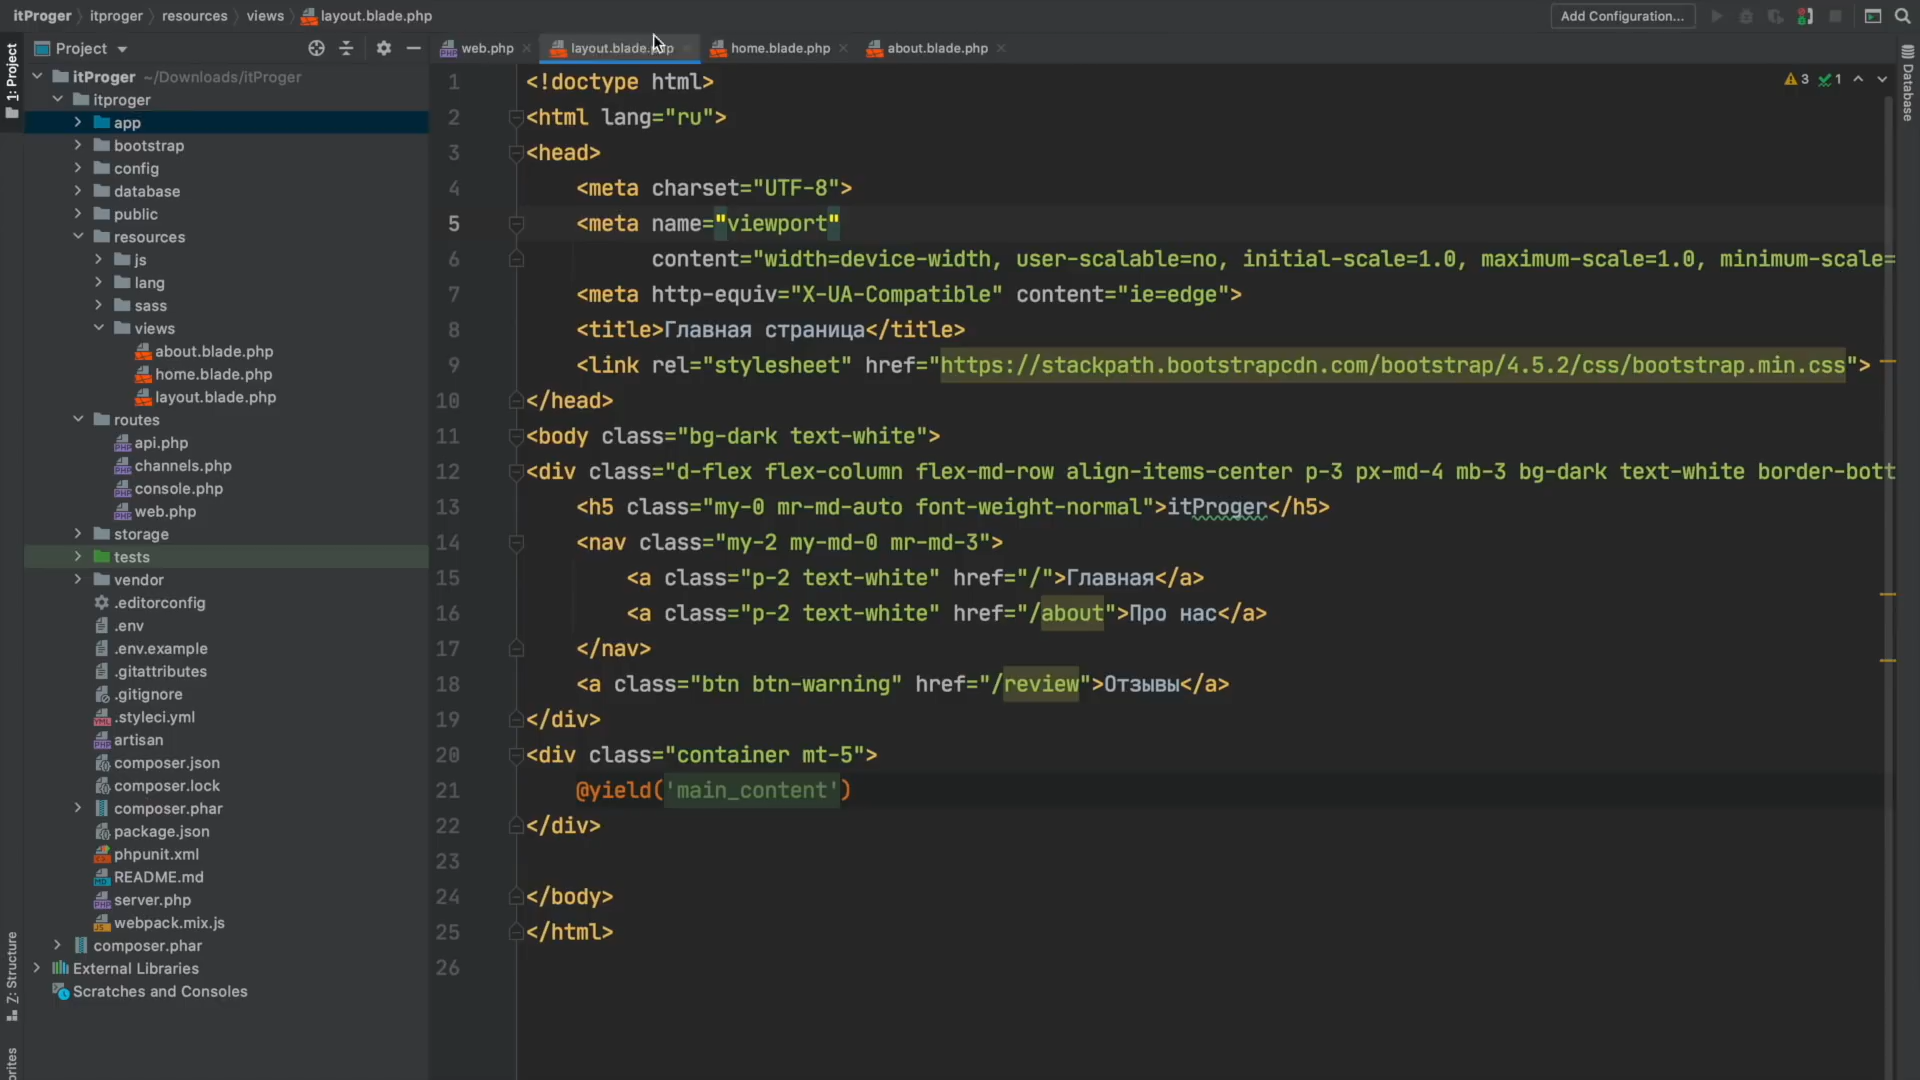 itProger
itproger
resources
views
layout.blade.php
Add Configuration...
Project
web.php
layout.blade.php
home.blade.php
about.blade.php
1: Project
Z: Structure
Database
itProger ~/Downloads/itProger
itproger
app
bootstrap
config
database
public
resources
js
lang
sass
views
about.blade.php
home.blade.php
layout.blade.php
routes
api.php
channels.php
console.php
web.php
storage
tests
vendor
.editorconfig
.env
.env.example
.gitattributes
.gitignore
.styleci.yml
artisan
composer.json
composer.lock
composer.phar
package.json
phpunit.xml
README.md
server.php
webpack.mix.js
composer.phar
External Libraries
Scratches and Consoles
3 1
1 <!doctype html>
2 <html lang="ru">
3 <head>
4 <meta charset="UTF-8">
5 <meta name="viewport"
6 content="width=device-width, user-scalable=no, initial-scale=1.0, maximum-scale=1.0, minimum-scale=
7 <meta http-equiv="X-UA-Compatible" content="ie=edge">
8 <title>Главная страница</title>
9 <link rel="stylesheet" href="https://stackpath.bootstrapcdn.com/bootstrap/4.5.2/css/bootstrap.min.css">
10 </head>
11 <body class="bg-dark text-white">
12 <div class="d-flex flex-column flex-md-row align-items-center p-3 px-md-4 mb-3 bg-dark text-white border-bott
13 <h5 class="my-0 mr-md-auto font-weight-normal">itProger</h5>
14 <nav class="my-2 my-md-0 mr-md-3">
15 <a class="p-2 text-white" href="/">Главная</a>
16 <a class="p-2 text-white" href="/about">Про нас</a>
17 </nav>
18 <a class="btn btn-warning" href="/review">Отзывы</a>
19 </div>
20 <div class="container mt-5">
21 @yield('main_content')
22 </div>
23
24 </body>
25 </html>
26